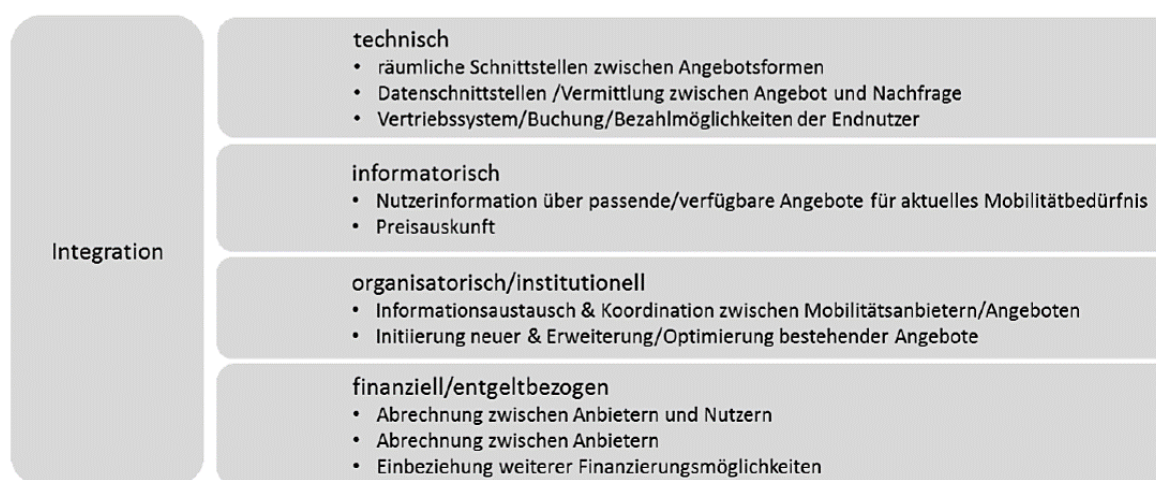 Integration
technisch
• räumliche Schnittstellen zwischen Angebotsformen
• Datenschnittstellen /Vermittlung zwischen Angebot und Nachfrage
• Vertriebssystem/Buchung/Bezahlmöglichkeiten der Endnutzer
informatorisch
• Nutzerinformation über passende/verfügbare Angebote für aktuelles Mobilitätbedürfnis
• Preisauskunft
organisatorisch/institutionell
• Informationsaustausch & Koordination zwischen Mobilitätsanbietern/Angeboten
• Initiierung neuer & Erweiterung/Optimierung bestehender Angebote
finanziell/entgeltbezogen
• Abrechnung zwischen Anbietern und Nutzern
• Abrechnung zwischen Anbietern
• Einbeziehung weiterer Finanzierungsmöglichkeiten